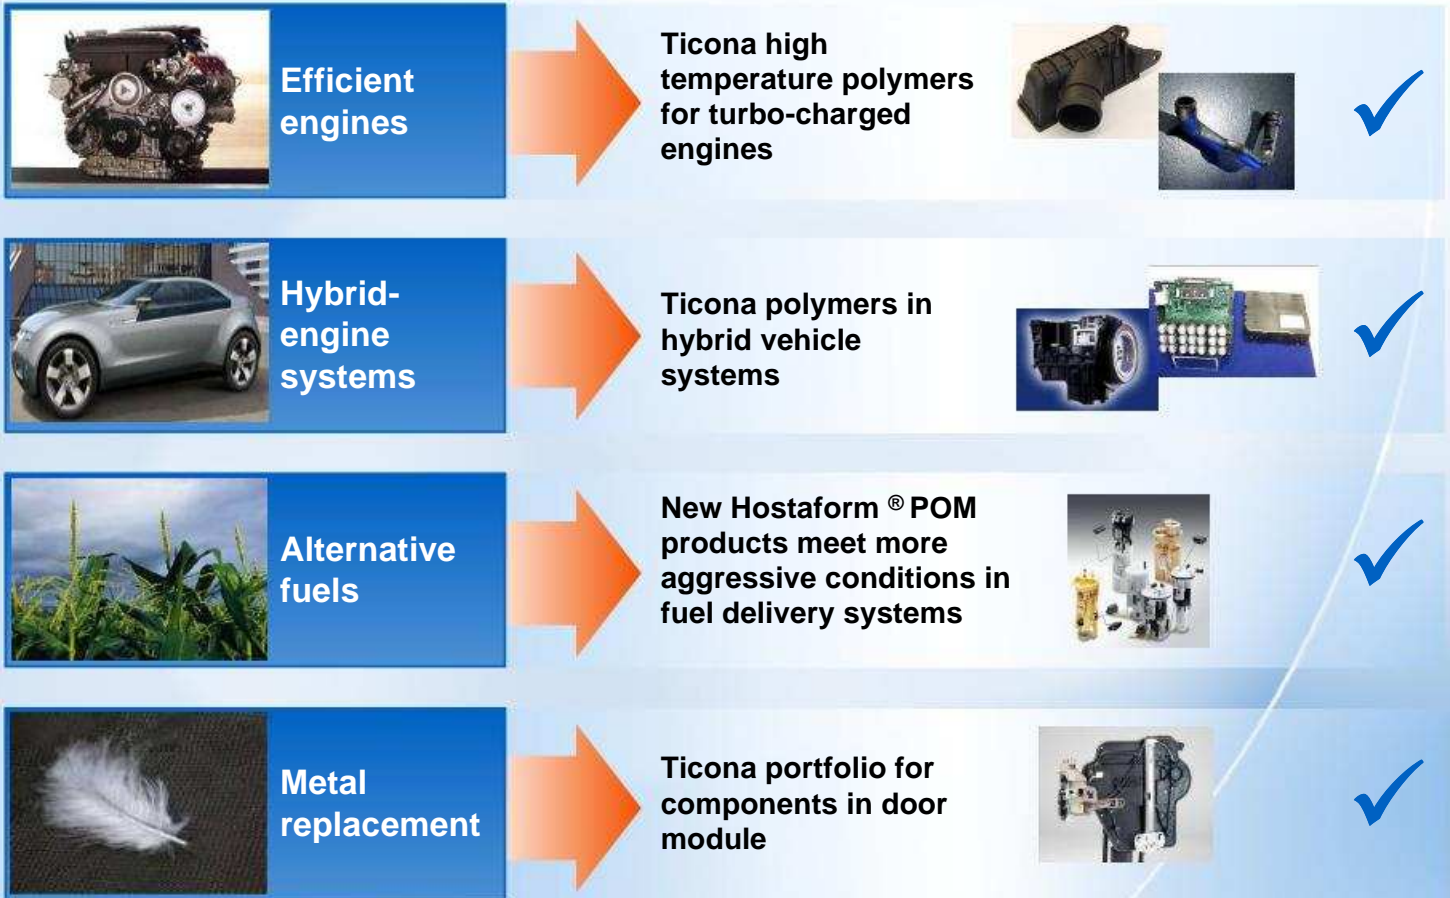 Efficient
engines
Ticona high
temperature polymers
for turbo-charged
engines
Hybrid-
engine
systems
Ticona polymers in
hybrid vehicle
systems
Alternative
fuels
New Hostaform ® POM
products meet more
aggressive conditions in
fuel delivery systems
Metal
replacement
Ticona portfolio for
components in door
module